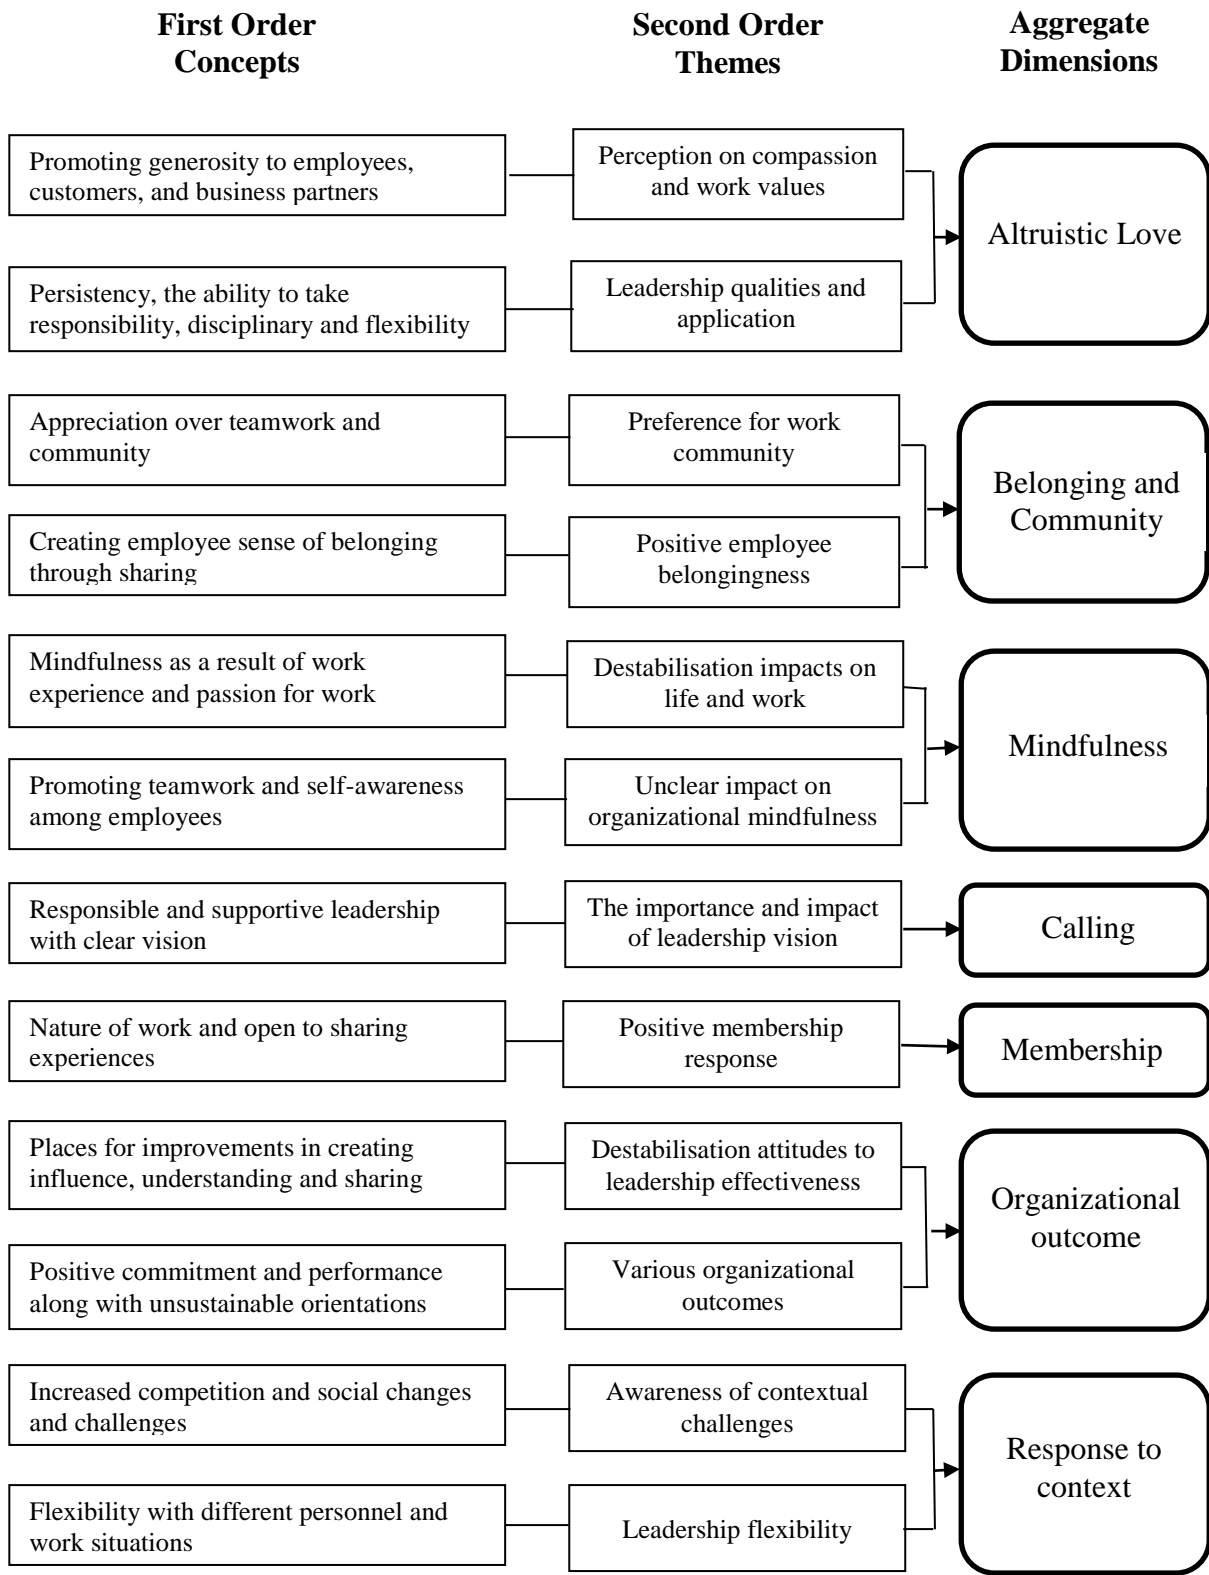 First Order
Concepts
Second Order
Themes
Aggregate
Dimensions
Promoting generosity to employees,
customers, and business partners
Perception on compassion
and work values
Altruistic Love
Persistency, the ability to take
responsibility, disciplinary and flexibility
Leadership qualities and
application
Appreciation over teamwork and
community
Preference for work
community
Belonging and
Community
Creating employee sense of belonging
through sharing
Positive employee
belongingness
Mindfulness as a result of work
experience and passion for work
Destabilisation impacts on
life and work
Mindfulness
Promoting teamwork and self-awareness
among employees
Unclear impact on
organizational mindfulness
Responsible and supportive leadership
with clear vision
The importance and impact
of leadership vision
Calling
Nature of work and open to sharing
experiences
Positive membership
response
Membership
Places for improvements in creating
influence, understanding and sharing
Destabilisation attitudes to
leadership effectiveness
Organizational
outcome
Positive commitment and performance
along with unsustainable orientations
Various organizational
outcomes
Increased competition and social changes
and challenges
Awareness of contextual
challenges
Response to
context
Flexibility with different personnel and
work situations
Leadership flexibility